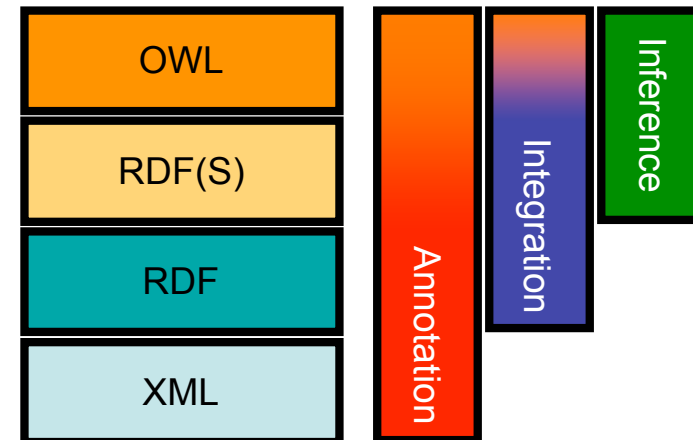 OWL
RDF(S)
RDF
XML
Annotation
Integration
Inference